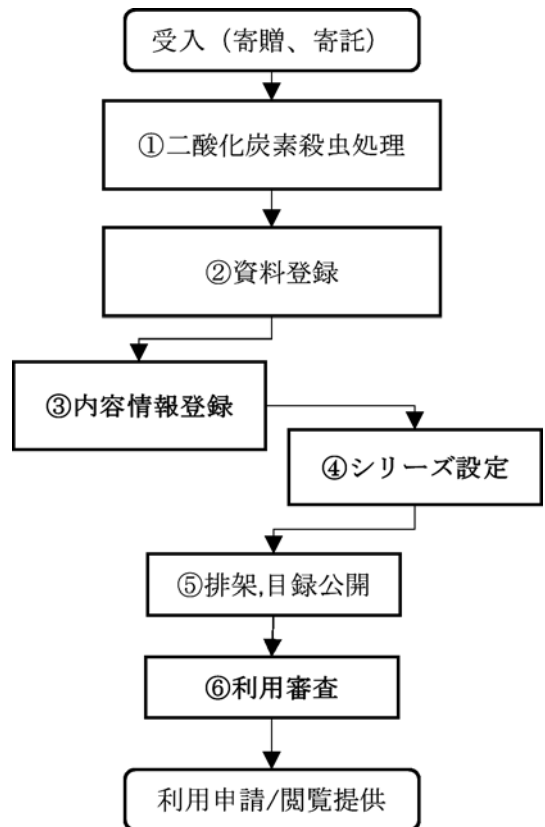 受入（寄贈、寄託）
①二酸化炭素殺虫処理
②資料登録
③内容情報登録
④シリーズ設定
⑤排架,目録公開
⑥利用審査
利用申請/閲覧提供